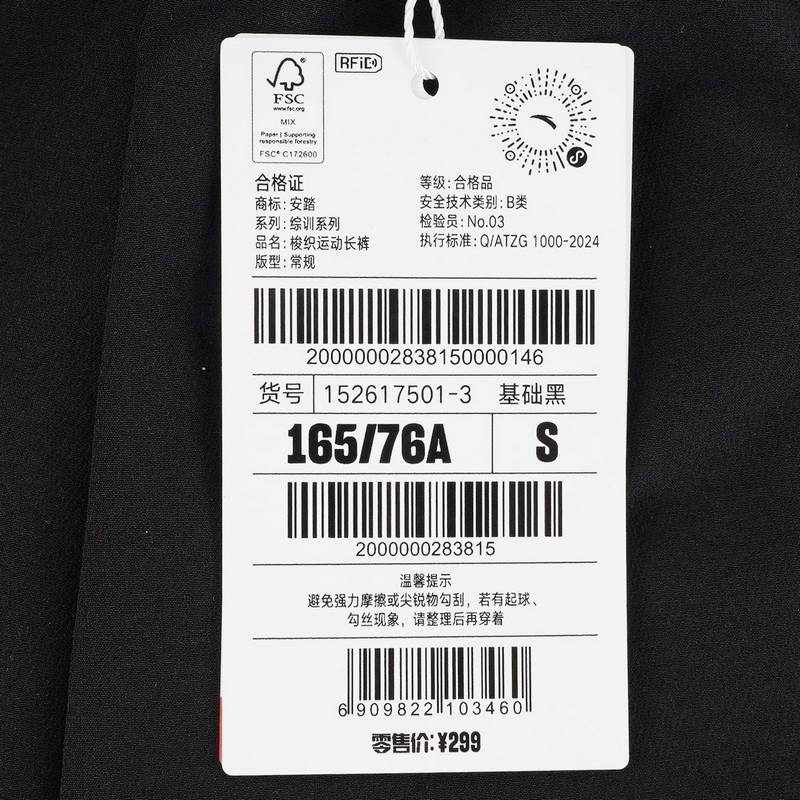 RFID
FSC®
www.fsc.org
MIX
Paper | Supporting
responsible forestry
FSC® C172600
合格证
商标：安踏
系列：综训系列
品名：梭织运动长裤
版型：常规
等级：合格品
安全技术类别：B类
检验员：No.03
执行标准：Q/ATZG 1000-2024
20000002838150000146
货号 152617501-3 基础黑
165/76A S
2000000283815
温馨提示
避免强力摩擦或尖锐物勾刮，若有起球、
勾丝现象，请整理后再穿着
6 909822 103460
零售价：¥299